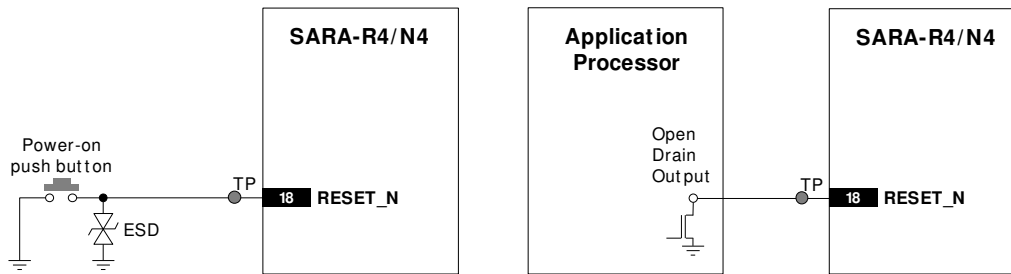 SARA-R4/N4
Power-on
push button
ESD
TP
18
RESET_N
Application
Processor
Open
Drain
Output
SARA-R4/N4
TP
18
RESET_N